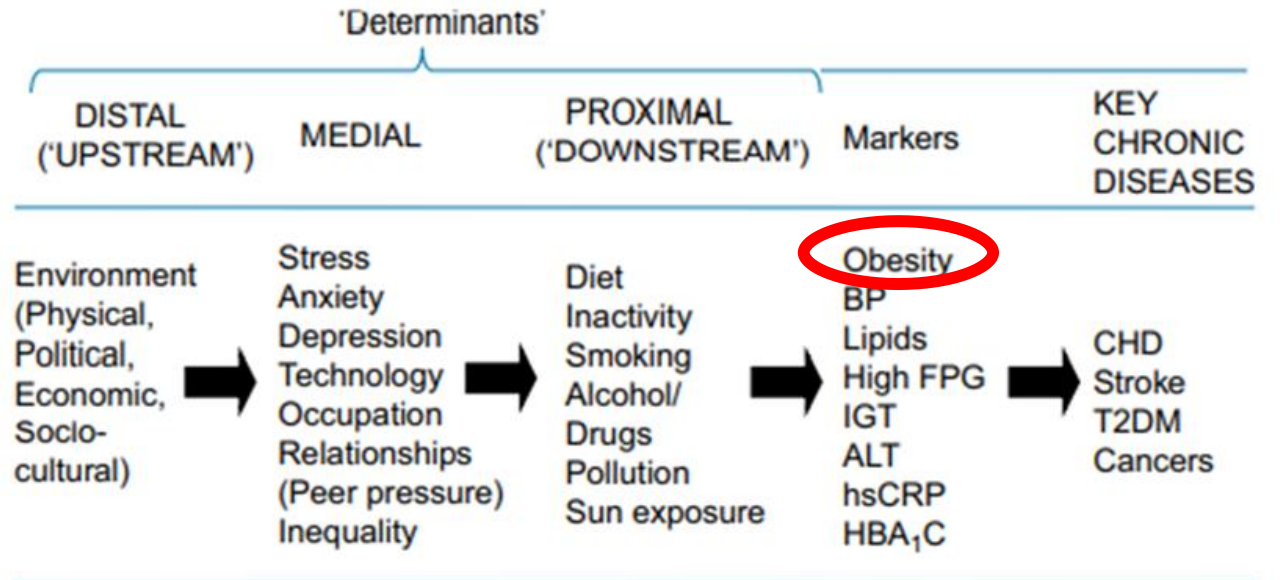 'Determinants'
DISTAL
('UPSTREAM')
MEDIAL
PROXIMAL
('DOWNSTREAM')
Markers
KEY
CHRONIC
DISEASES
Environment
(Physical,
Political,
Economic,
Soclo-
cultural)
Stress
Anxiety
Depression
Technology
Occupation
Relationships
(Peer pressure)
Inequality
Diet
Inactivity
Smoking
Alcohol/
Drugs
Pollution
Sun exposure
Obesity
BP
Lipids
High FPG
IGT
ALT
hsCRP
HBA₁C
CHD
Stroke
T2DM
Cancers